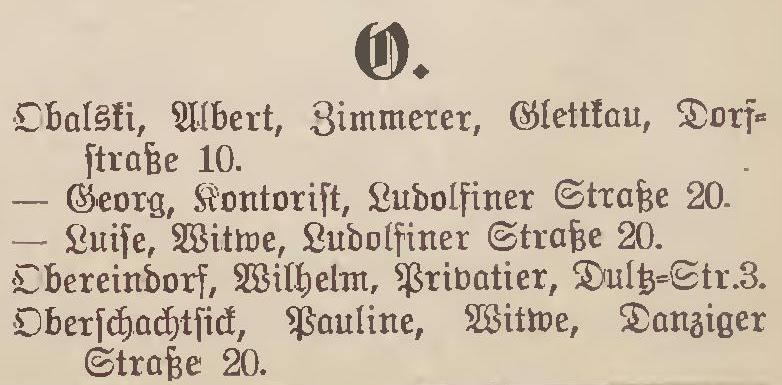 O.
Obalski, Albert, Zimmerer, Glettkau, Dorf-
straße 10.
— Georg, Kontorist, Ludolfiner Straße 20.
— Luise, Witwe, Ludolfiner Straße 20.
Obereindorf, Wilhelm, Privatier, Dultz-Str. 3.
Oberschachtsick, Pauline, Witwe, Danziger
Straße 20.